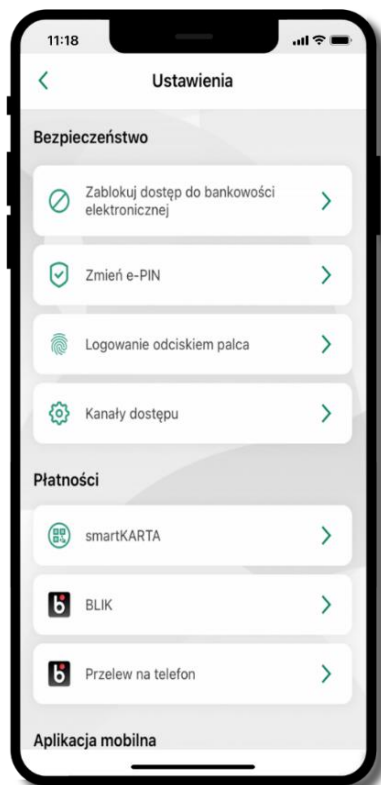 11:18
Ustawienia
Bezpieczeństwo
Zablokuj dostęp do bankowości
elektronicznej
Zmień e-PIN
Logowanie odciskiem palca
Kanały dostępu
Płatności
smartKARTA
BLIK
Przelew na telefon
Aplikacja mobilna